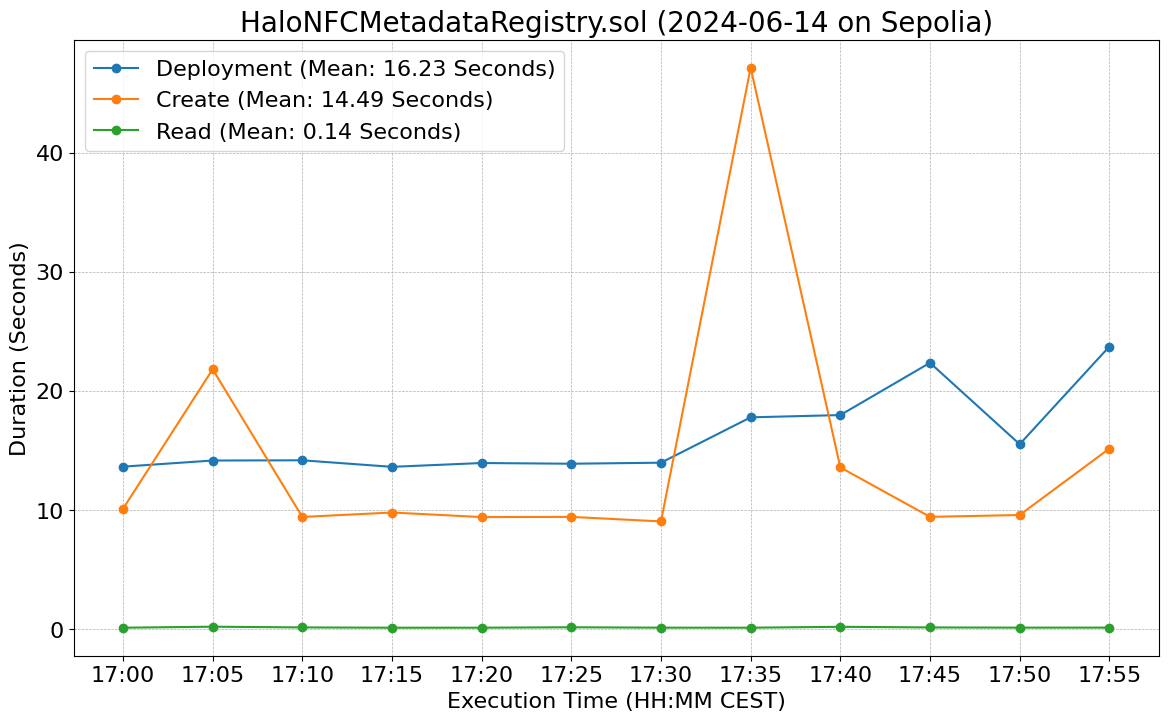 HaloNFCMetadataRegistry.sol (2024-06-14 on Sepolia)
Deployment (Mean: 16.23 Seconds)
Create (Mean: 14.49 Seconds)
Read (Mean: 0.14 Seconds)
Duration (Seconds)
40
30
20
10
0
17:00 17:05 17:10 17:15 17:20 17:25 17:30 17:35 17:40 17:45 17:50 17:55
Execution Time (HH:MM CEST)